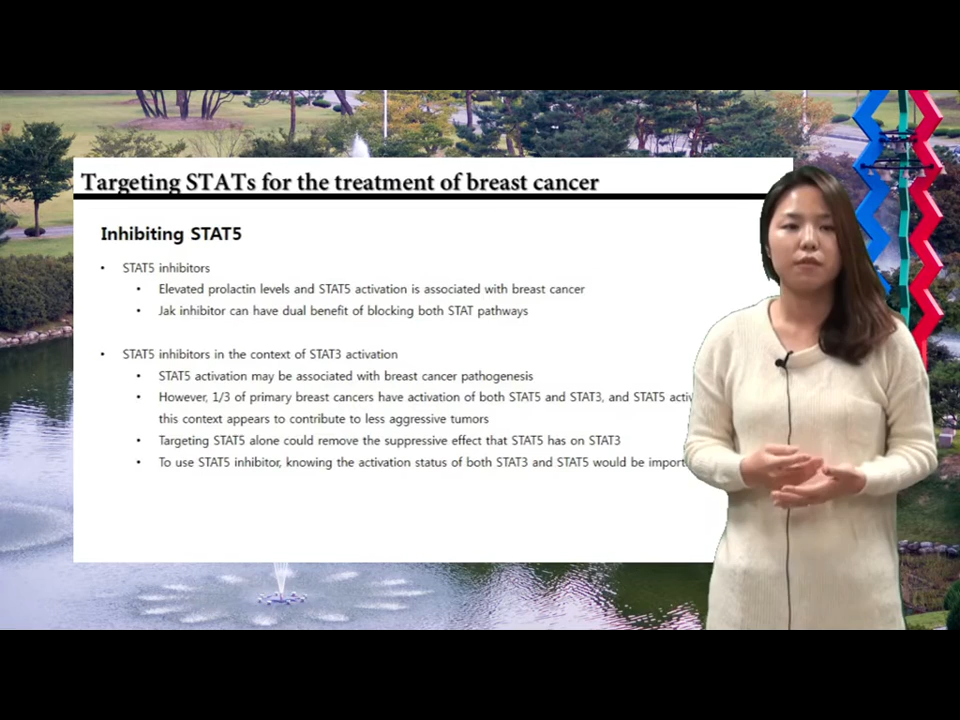 Targeting STATs for the treatment of breast cancer
Inhibiting STAT5
• STAT5 inhibitors
• Elevated prolactin levels and STAT5 activation is associated with breast cancer
• Jak inhibitor can have dual benefit of blocking both STAT pathways
• STAT5 inhibitors in the context of STAT3 activation
• STAT5 activation may be associated with breast cancer pathogenesis
• However, 1/3 of primary breast cancers have activation of both STAT5 and STAT3, and STAT5
this context appears to contribute to less aggressive tumors
• Targeting STAT5 alone could remove the suppressive effect that STAT5 has on STAT3
• To use STAT5 inhibitor, knowing the activation status of both STAT3 and STAT5 would be